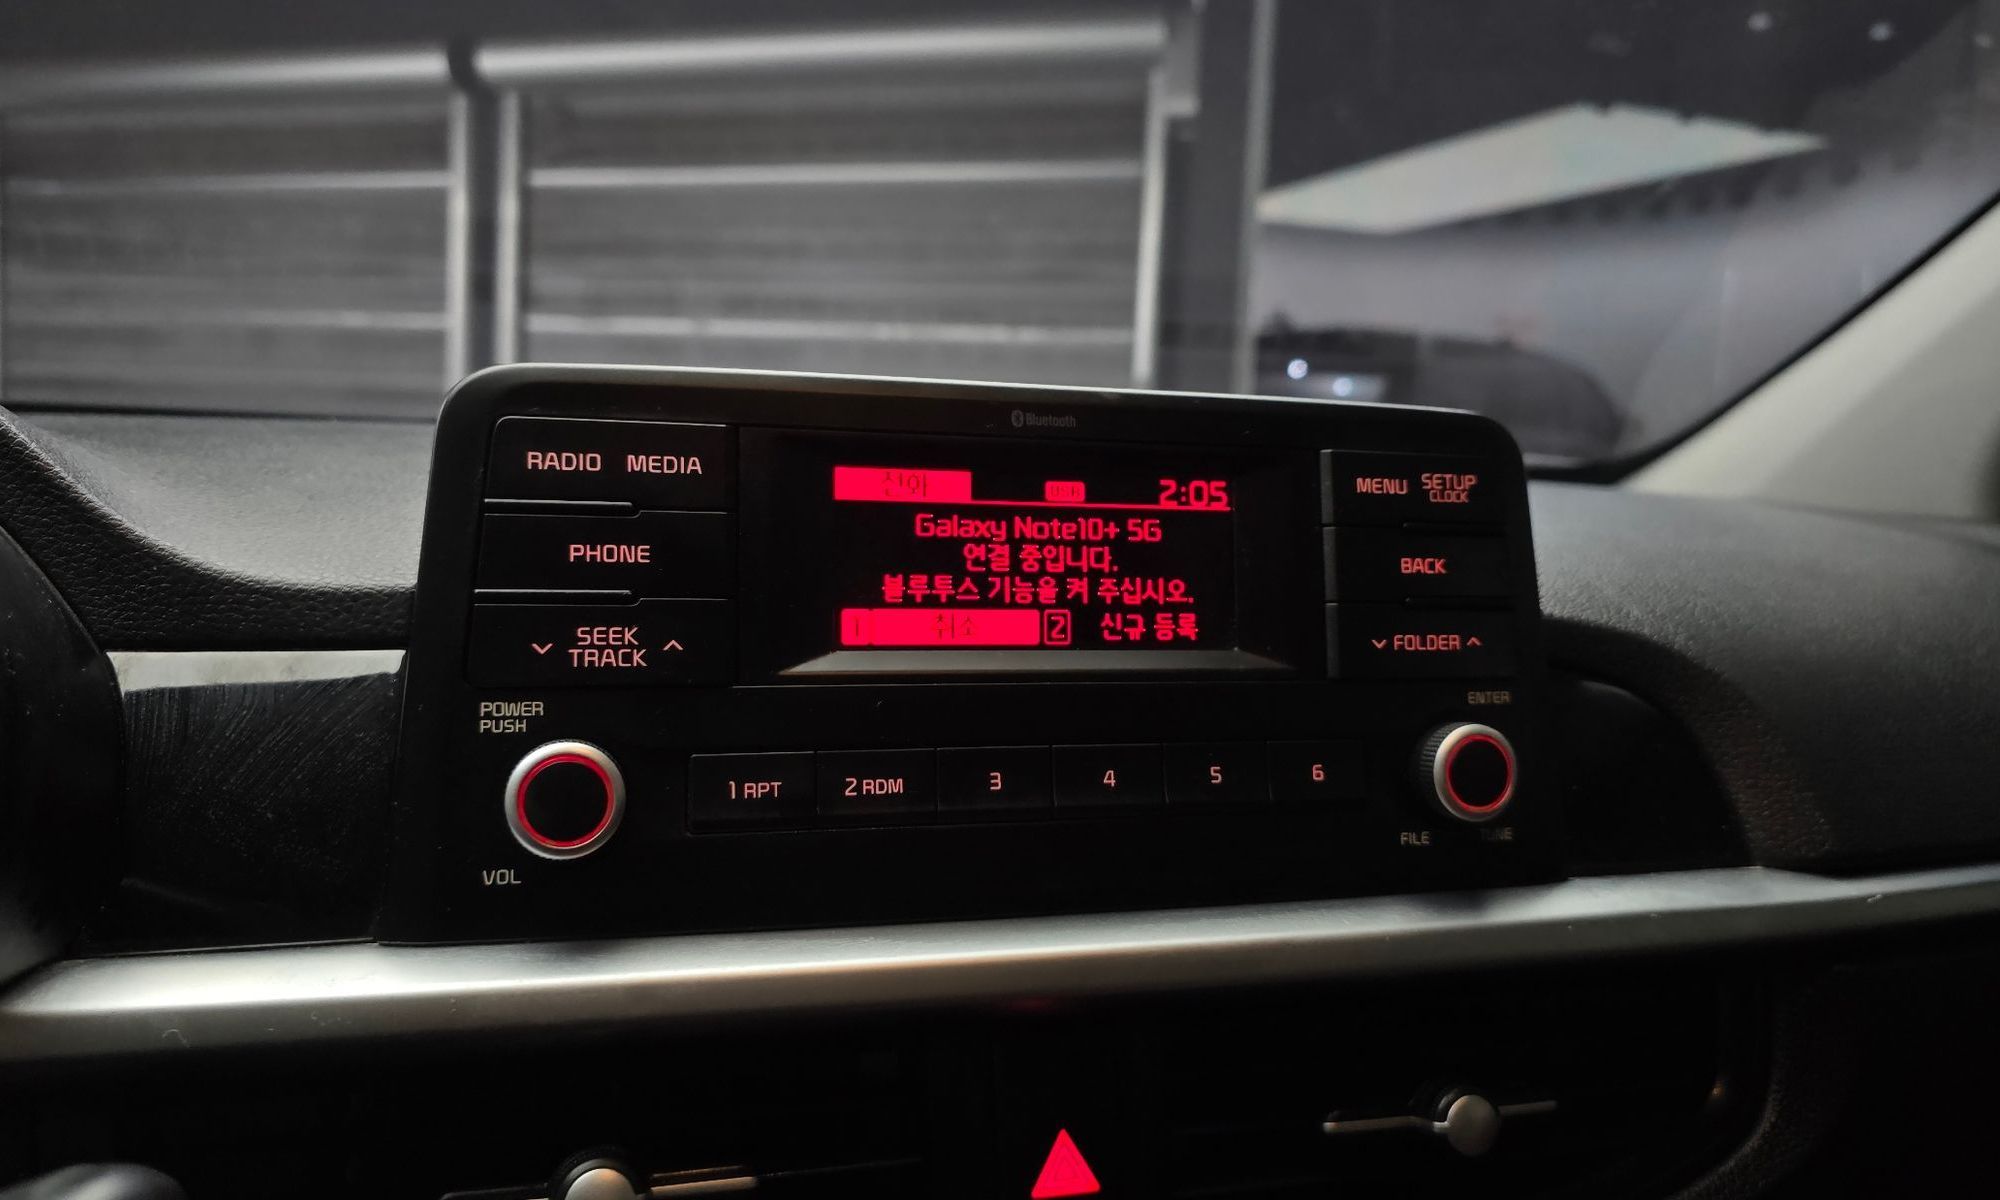 Bluetooth
RADIO MEDIA
PHONE
SEEK
TRACK
POWER
PUSH
VOL
전화 USB 2:05
Galaxy Note10+ 5G
연결 중입니다.
블루투스 기능을 켜 주십시오.
1 취소 2 신규 등록
MENU SETUP
CLOCK
BACK
FOLDER
ENTER
1 RPT 2 RDM 3 4 5 6
FILE TUNE